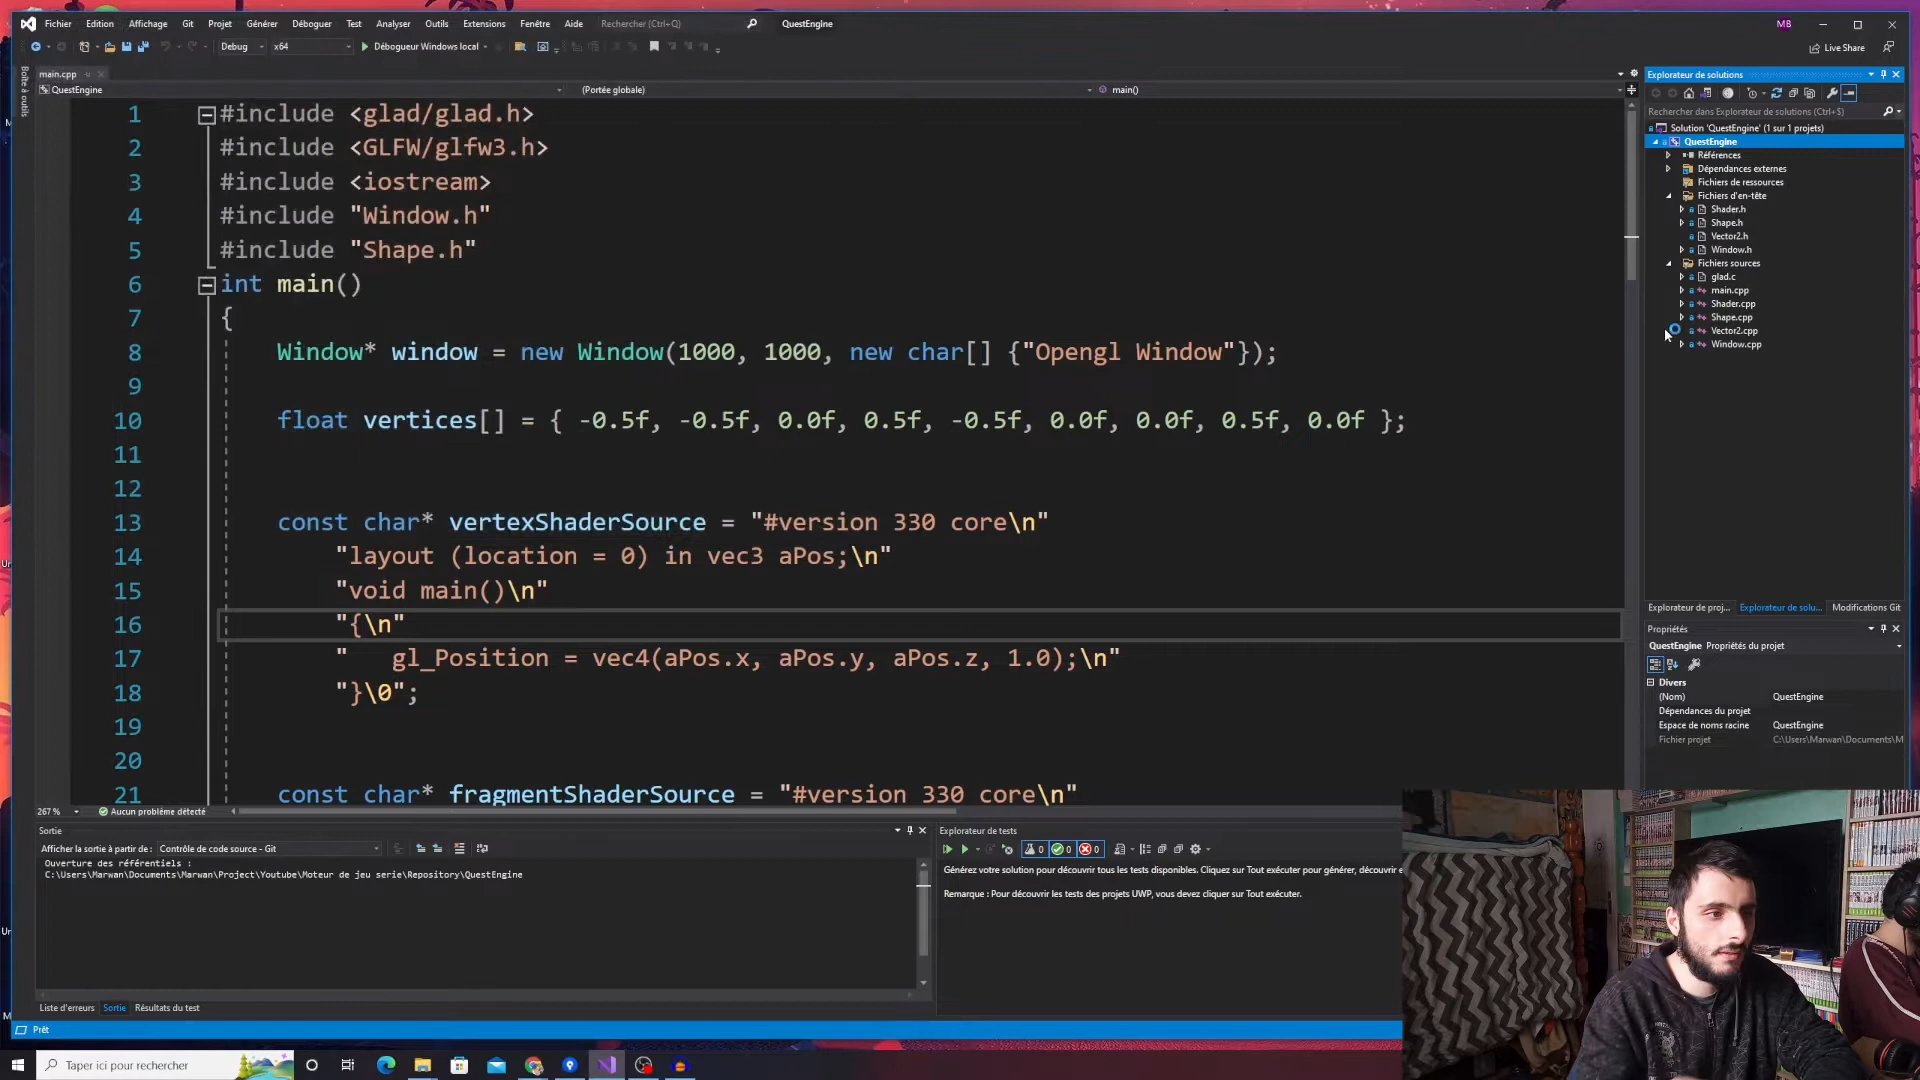 Fichier Edition Affichage Git Projet Générer Déboguer Test Analyser Outils Extensions Fenêtre Aide Rechercher (Ctrl+Q) QuestEngine MB
Debug x64 Débogueur Windows local Live Share
Boîte à outils
main.cpp
QuestEngine (Portée globale) main()
1 #include <glad/glad.h>
2 #include <GLFW/glfw3.h>
3 #include <iostream>
4 #include "Window.h"
5 #include "Shape.h"
6 int main()
7 {
8 Window* window = new Window(1000, 1000, new char[] {"Opengl Window"});
9
10 float vertices[] = { -0.5f, -0.5f, 0.0f, 0.5f, -0.5f, 0.0f, 0.0f, 0.5f, 0.0f };
11
12
13 const char* vertexShaderSource = "#version 330 core\n"
14 "layout (location = 0) in vec3 aPos;\n"
15 "void main()\n"
16 "{\n"
17 "   gl_Position = vec4(aPos.x, aPos.y, aPos.z, 1.0);\n"
18 "}\0";
19
20
21 const char* fragmentShaderSource = "#version 330 core\n"
267 % Aucun problème détecté
Explorateur de solutions
Rechercher dans Explorateur de solutions (Ctrl+$)
Solution 'QuestEngine' (1 sur 1 projets)
QuestEngine
Références
Dépendances externes
Fichiers de ressources
Fichiers d'en-tête
Shader.h
Shape.h
Vector2.h
Window.h
Fichiers sources
glad.c
main.cpp
Shader.cpp
Shape.cpp
Vector2.cpp
Window.cpp
Explorateur de proj... Explorateur de solu... Modifications Git
Propriétés
QuestEngine Propriétés du projet
Divers
(Nom) QuestEngine
Dépendances du projet
Espace de noms racine QuestEngine
Fichier projet C:\Users\Marwan\Documents\M
Sortie
Afficher la sortie à partir de : Contrôle de code source - Git
Ouverture des référentiels :
C:\Users\Marwan\Documents\Marwan\Project\Youtube\Moteur de jeu serie\Repository\QuestEngine
Explorateur de tests
0 0 0
Générez votre solution pour découvrir tous les tests disponibles. Cliquez sur Tout exécuter pour générer, découvrir e
Remarque : Pour découvrir les tests des projets UWP, vous devez cliquer sur Tout exécuter.
Liste d'erreurs Sortie Résultats du test
Prêt
Taper ici pour rechercher